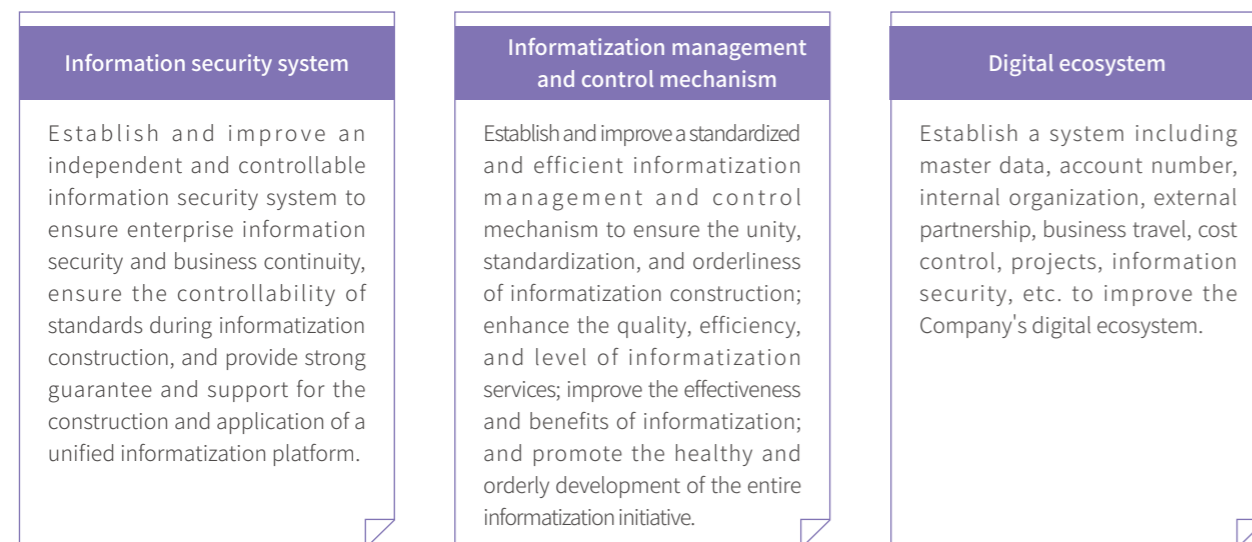 Information security system
Establish and improve an
independent and controllable
information security system to
ensure enterprise information
security and business continuity,
ensure the controllability of
standards during informatization
construction, and provide strong
guarantee and support for the
construction and application of a
unified informatization platform.
Informatization management
and control mechanism
Establish and improve a standardized
and efficient informatization
management and control
mechanism to ensure the unity,
standardization, and orderliness
of informatization construction;
enhance the quality, efficiency,
and level of informatization
services; improve the effectiveness
and benefits of informatization;
and promote the healthy and
orderly development of the entire
informatization initiative.
Digital ecosystem
Establish a system including
master data, account number,
internal organization, external
partnership, business travel, cost
control, projects, information
security, etc. to improve the
Company's digital ecosystem.